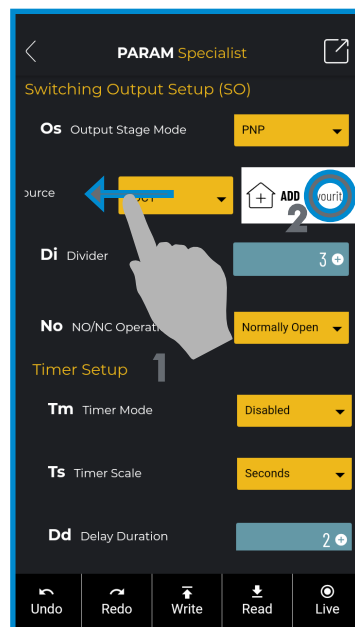 PARAM Specialist
Switching Output Setup (SO)
Os Output Stage Mode
PNP
ource
ADD
2
Di Divider
3
No NO/NC Operat
Normally Open
1
Timer Setup
Tm Timer Mode
Disabled
Ts Timer Scale
Seconds
Dd Delay Duration
2
Undo Redo Write Read Live